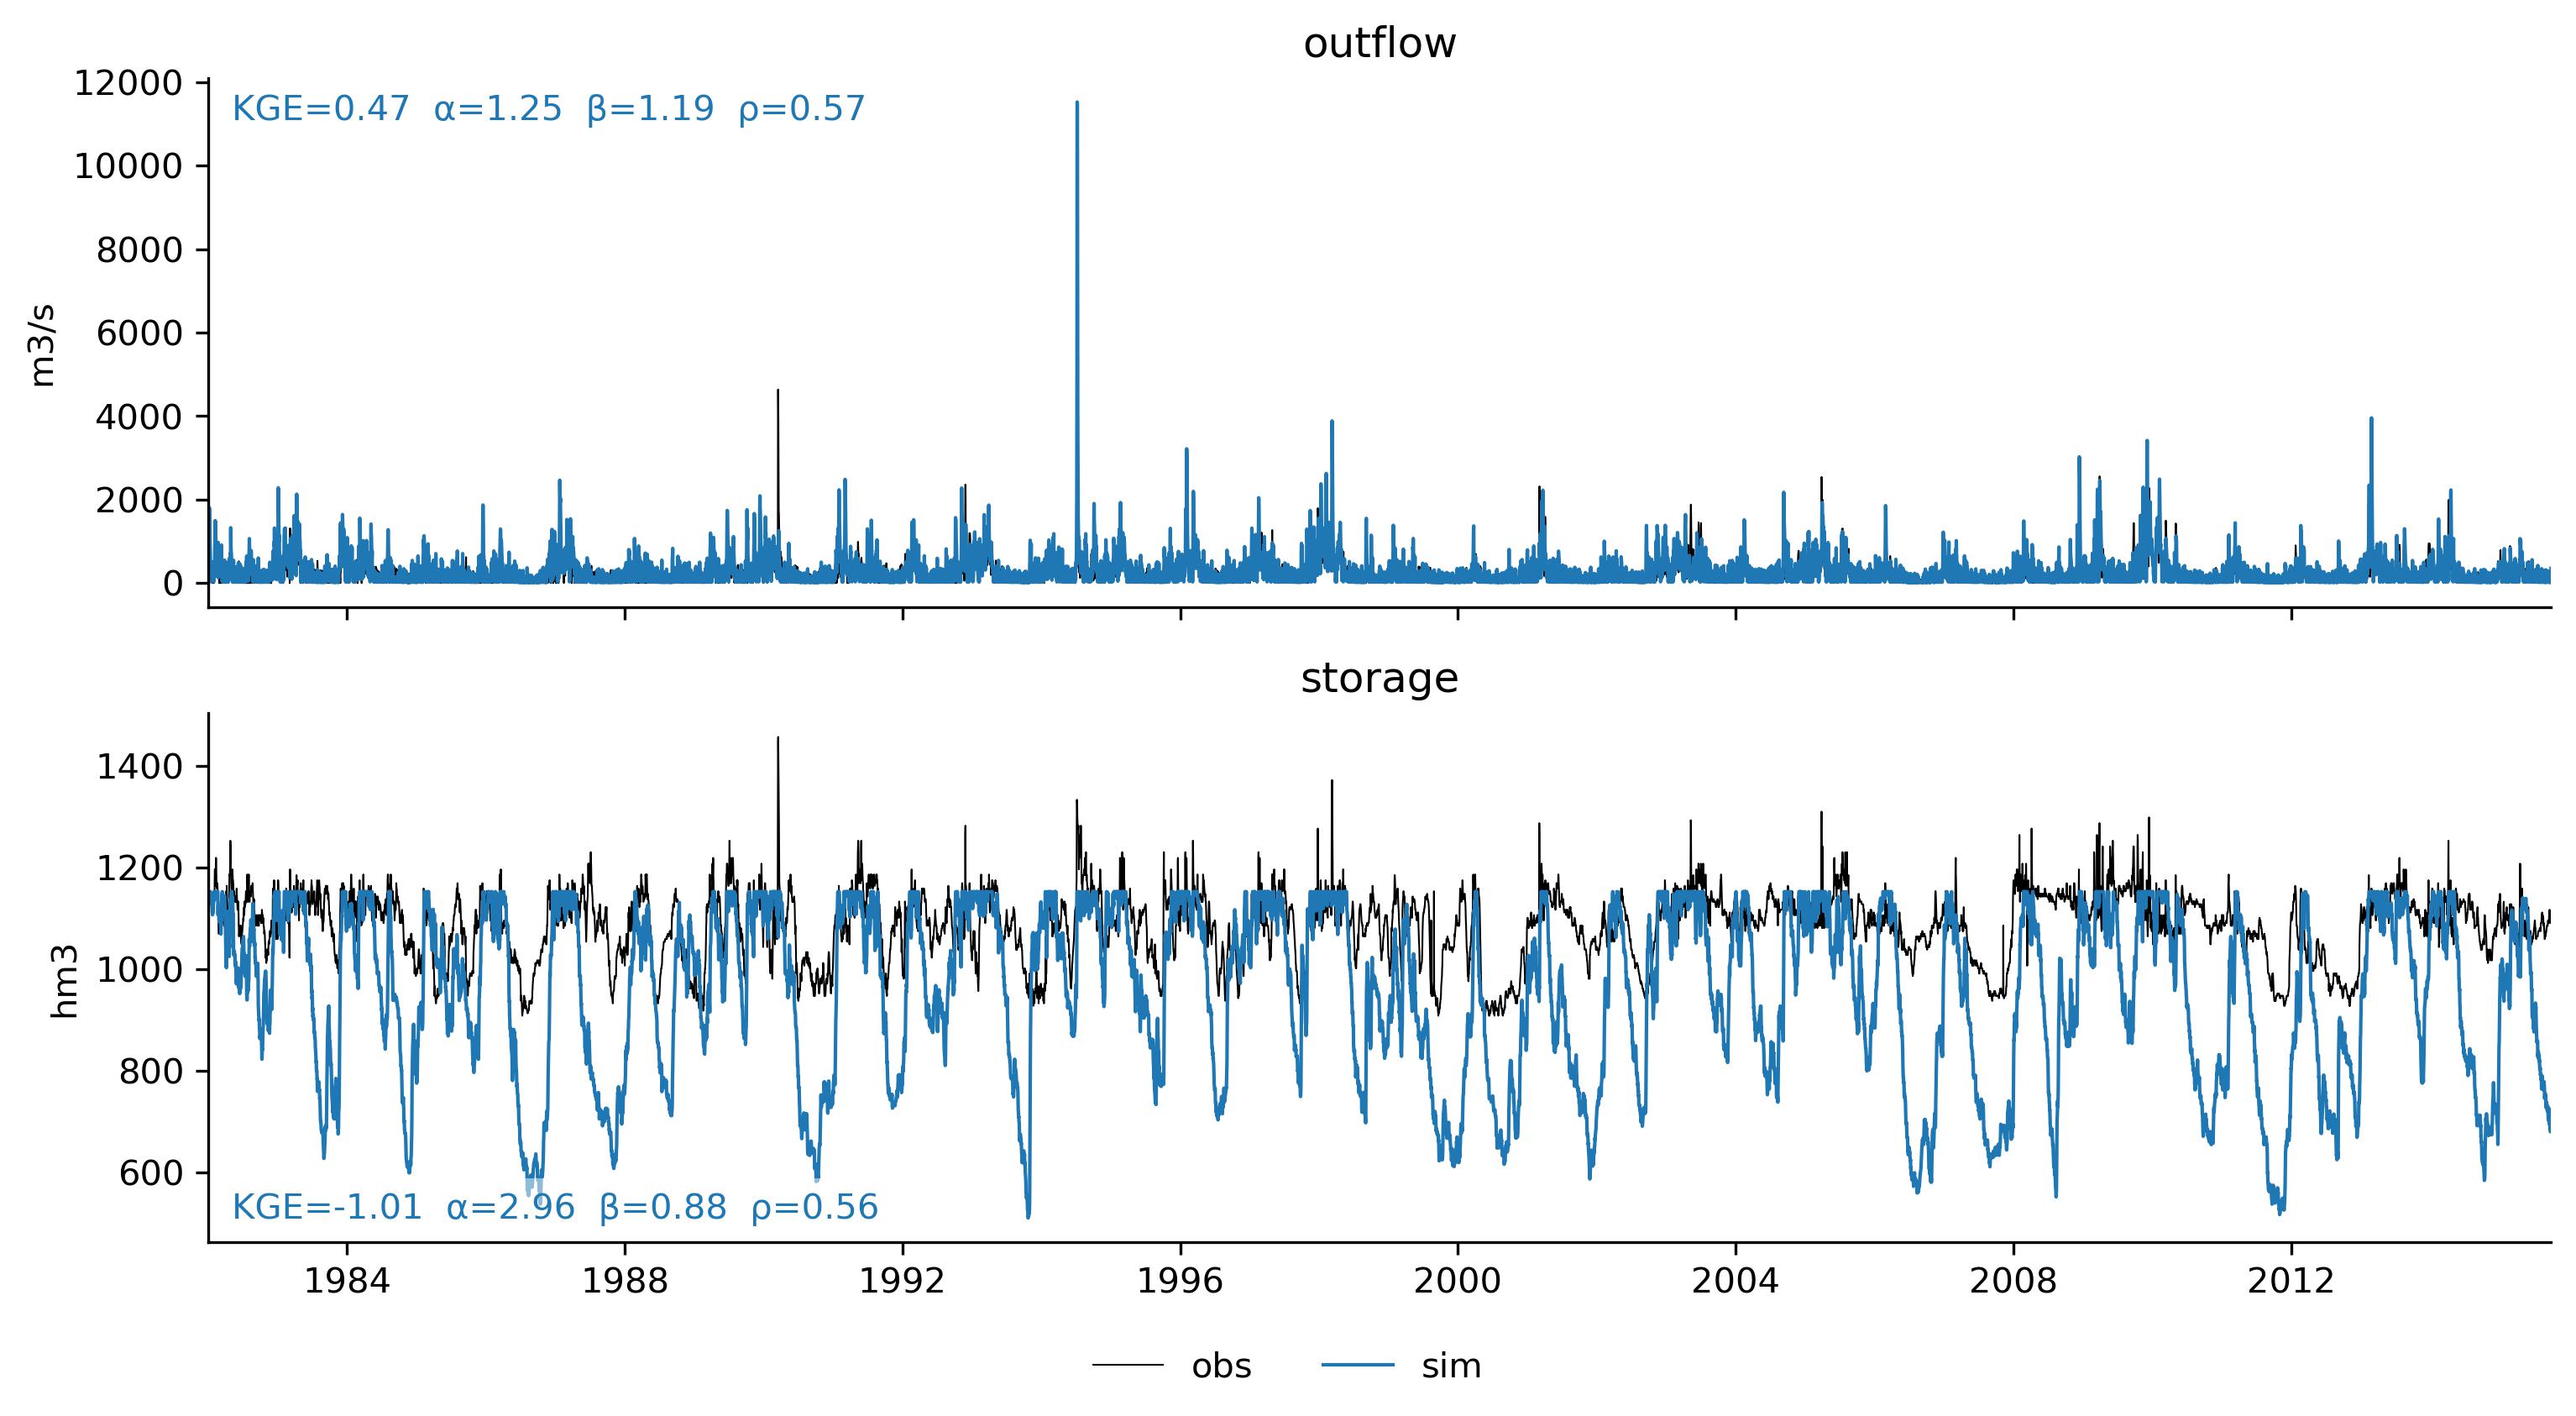 outflow
12000
10000
8000
6000
4000
2000
0
m3/s
KGE=0.47 α=1.25 β=1.19 ρ=0.57
storage
1400
1200
1000
800
600
hm3
KGE=-1.01 α=2.96 β=0.88 ρ=0.56
1984 1988 1992 1996 2000 2004 2008 2012
obs sim